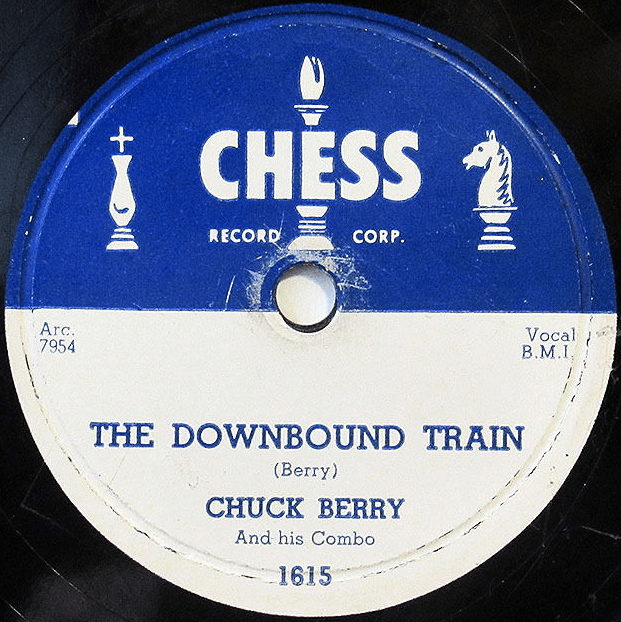 CHESS
RECORD CORP.
Arc.
7954
Vocal
B.M.I.
THE DOWNBOUND TRAIN
(Berry)
CHUCK BERRY
And his Combo
1615